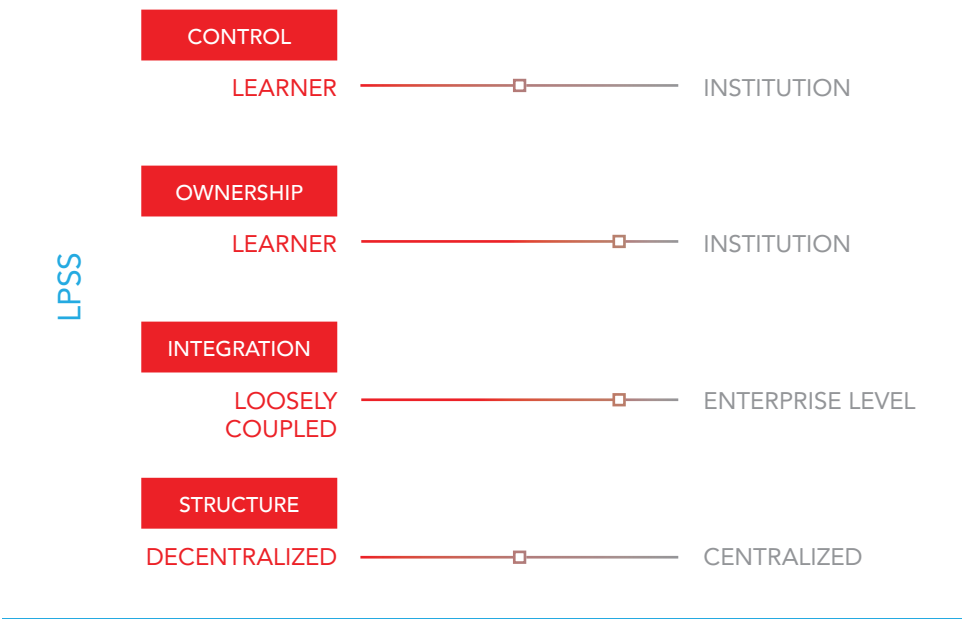 LPSS
CONTROL
LEARNER INSTITUTION
OWNERSHIP
LEARNER INSTITUTION
INTEGRATION
LOOSELY ENTERPRISE LEVEL
COUPLED
STRUCTURE
DECENTRALIZED CENTRALIZED